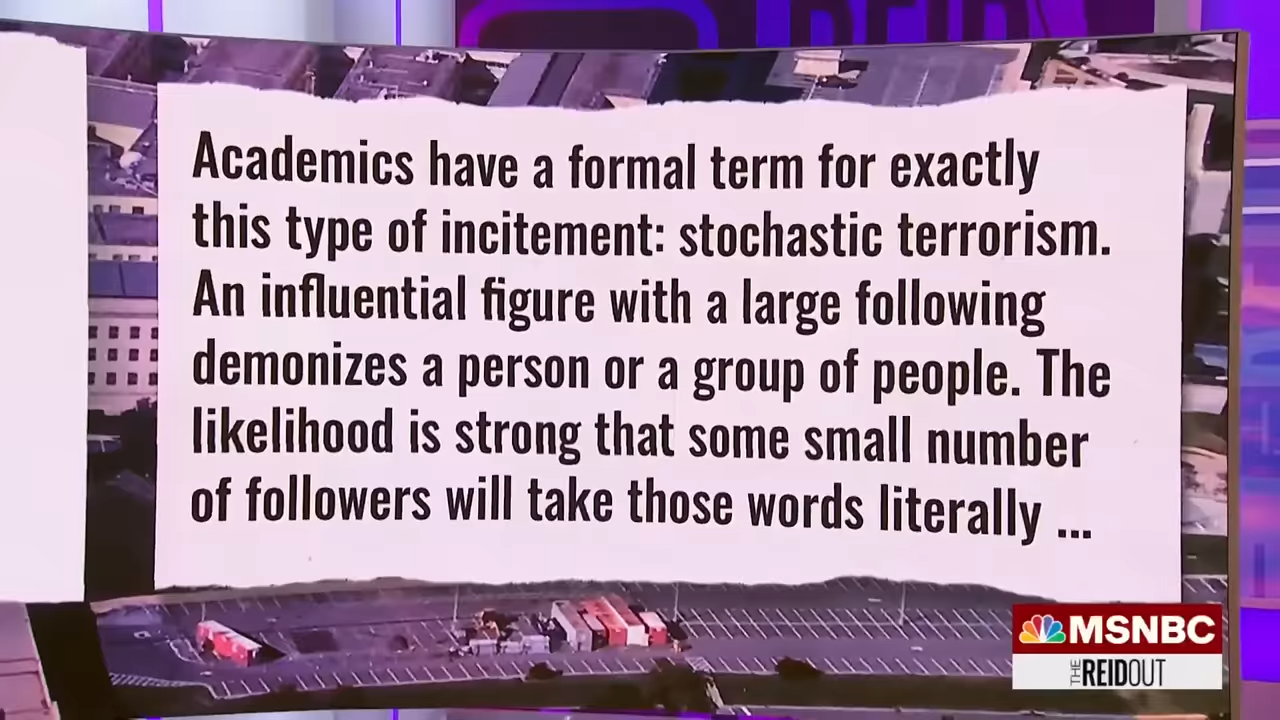 REID
Academics have a formal term for exactly
this type of incitement: stochastic terrorism.
An influential figure with a large following
demonizes a person or a group of people. The
likelihood is strong that some small number
of followers will take those words literally ...
MSNBC
THE REIDOUT